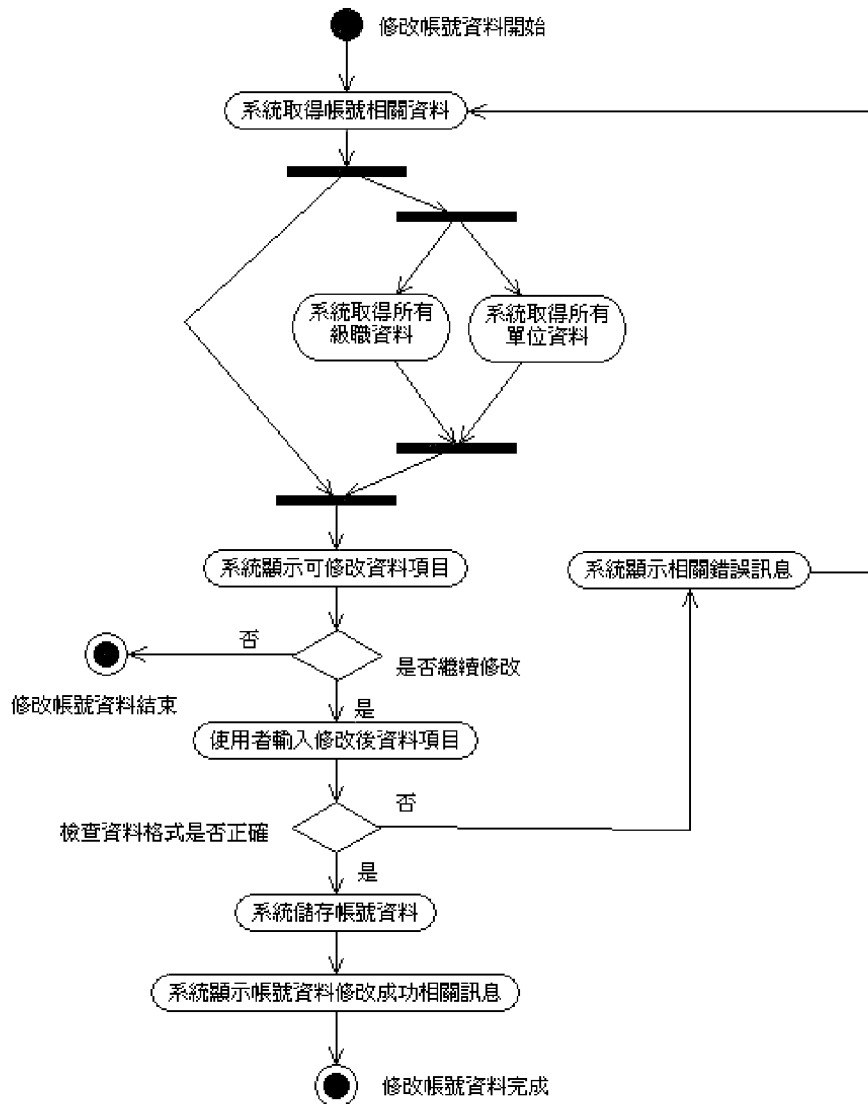 修改帳號資料開始
系統取得帳號相關資料
系統取得所有
級職資料
系統取得所有
單位資料
系統顯示可修改資料項目
系統顯示相關錯誤訊息
否
是否繼續修改
修改帳號資料結束
是
使用者輸入修改後資料項目
否
檢查資料格式是否正確
是
系統儲存帳號資料
系統顯示帳號資料修改成功相關訊息
修改帳號資料完成